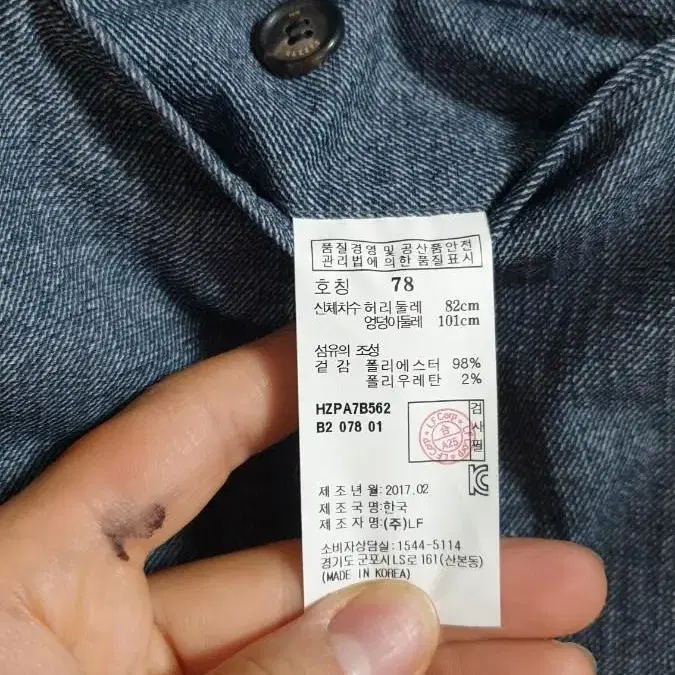 품질경영 및 공산품안전
관리법에의한 품질표시
호칭 78
신체치수 허리둘레 82cm
엉덩이둘레 101cm
섬유의 조성
겉감 폴리에스터 98%
폴리우레탄 2%
HZPA7B562
B2 078 01
검사필
LF Corp
합
A25
제조년월:2017.02
제조국명:한국
제조자명:(주)LF
소비자상담실:1544-5114
경기도 군포시 LS로 161(산본동)
(MADE IN KOREA)